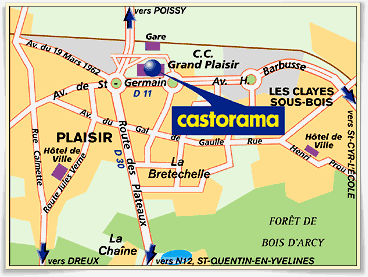 vers POISSY
Gare
C.C.
Grand Plaisir
Av. du 19 Mars 1962
Av. H. Barbusse
Av. de St Germain
D 11
LES CLAYES
SOUS-BOIS
castorama
vers St-CYR-L'ECOLE
PLAISIR
Av. du Gal de Gaulle
Rue Henri Prou
Hôtel de
Ville
Rue Calmette
Hôtel de
Ville
Route Jules Verne
D 30
Route des Plateaux
La
Bretechelle
FORÊT DE
BOIS D'ARCY
La
Chaîne
vers DREUX
vers N12, ST-QUENTIN-EN-YVELINES